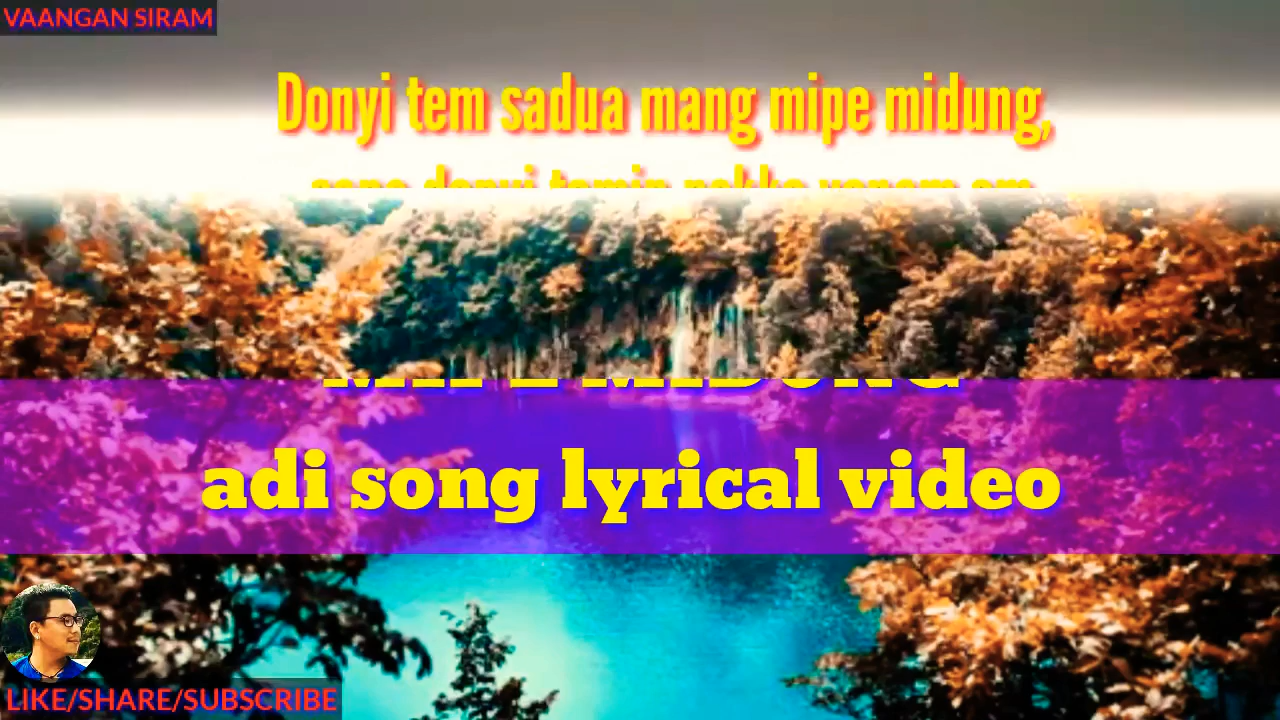 VAANGAN SIRAM
Donyi tem sadua mang mipe midung,
adi song lyrical video
LIKE/SHARE/SUBSCRIBE